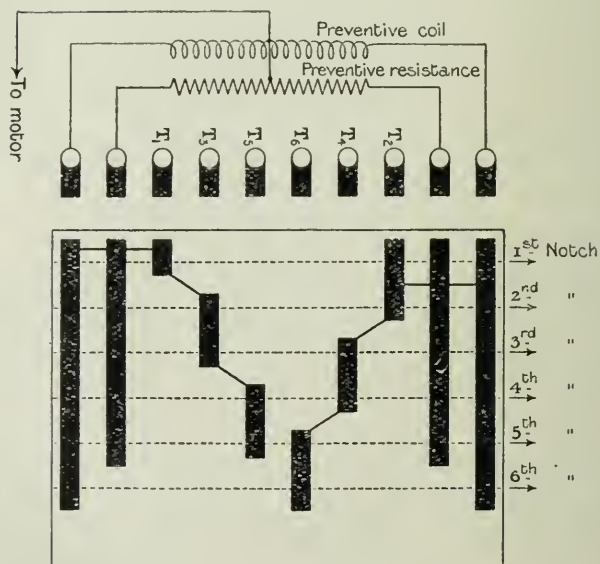 Preventive coil
Preventive resistance
To motor
T1 T3 T5 T6 T4 T2
1st Notch
2nd "
3rd "
4th "
5th "
6th "